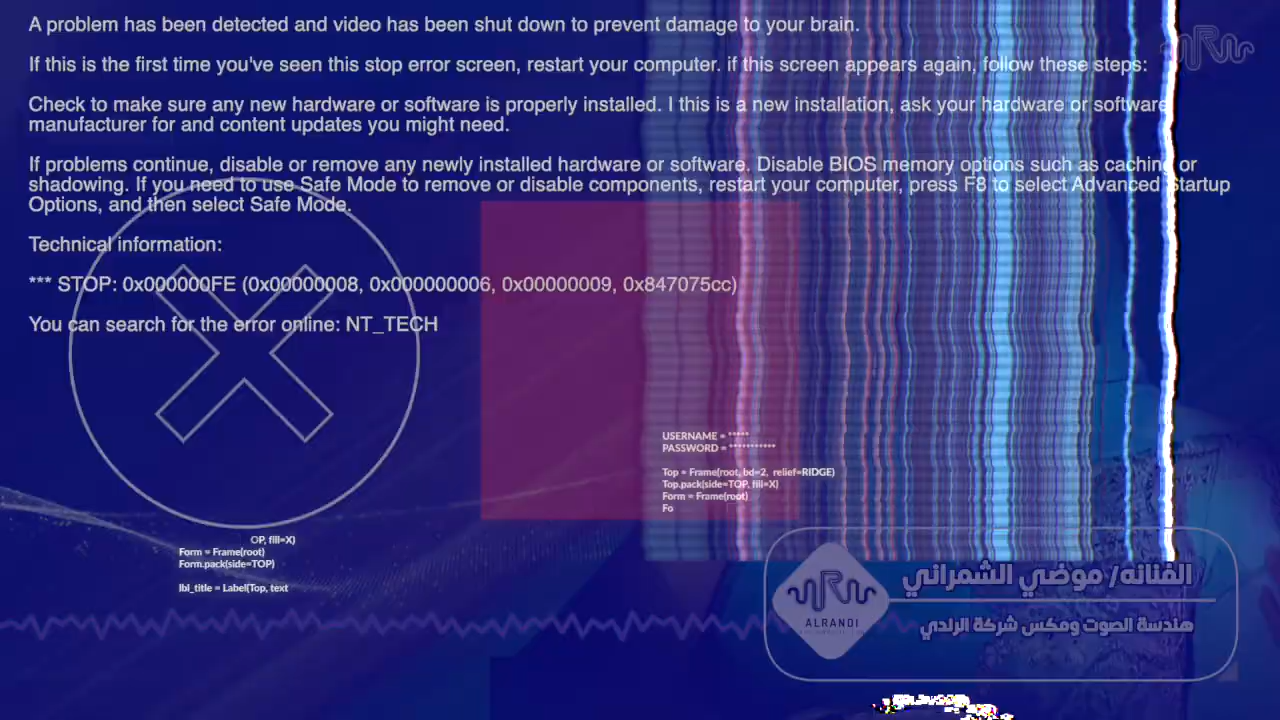 A problem has been detected and video has been shut down to prevent damage to your brain.
If this is the first time you've seen this stop error screen, restart your computer. if this screen appears again, follow these steps:
Check to make sure any new hardware or software is properly installed. I this is a new installation, ask your hardware or software
manufacturer for and content updates you might need.
If problems continue, disable or remove any newly installed hardware or software. Disable BIOS memory options such as caching or
shadowing. If you need to use Safe Mode to remove or disable components, restart your computer, press F8 to select Advanced Startup
Options, and then select Safe Mode.
Technical information:
*** STOP: 0x000000FE (0x00000008, 0x000000006, 0x00000009, 0x847075cc)
You can search for the error online: NT_TECH
USERNAME = *****
PASSWORD = ***********
Top = Frame(root, bd=2, relief=RIDGE)
Top.pack(side=TOP, fill=X)
Form = Frame(root)
Fo
OP, fill=X)
Form = Frame(root)
Form.pack(side=TOP)
lbl_title = Label(Top, text
الفنانه/ موضي الشمراني
هندسة الصوت ومكس شركة الرلدي
ALRANDI